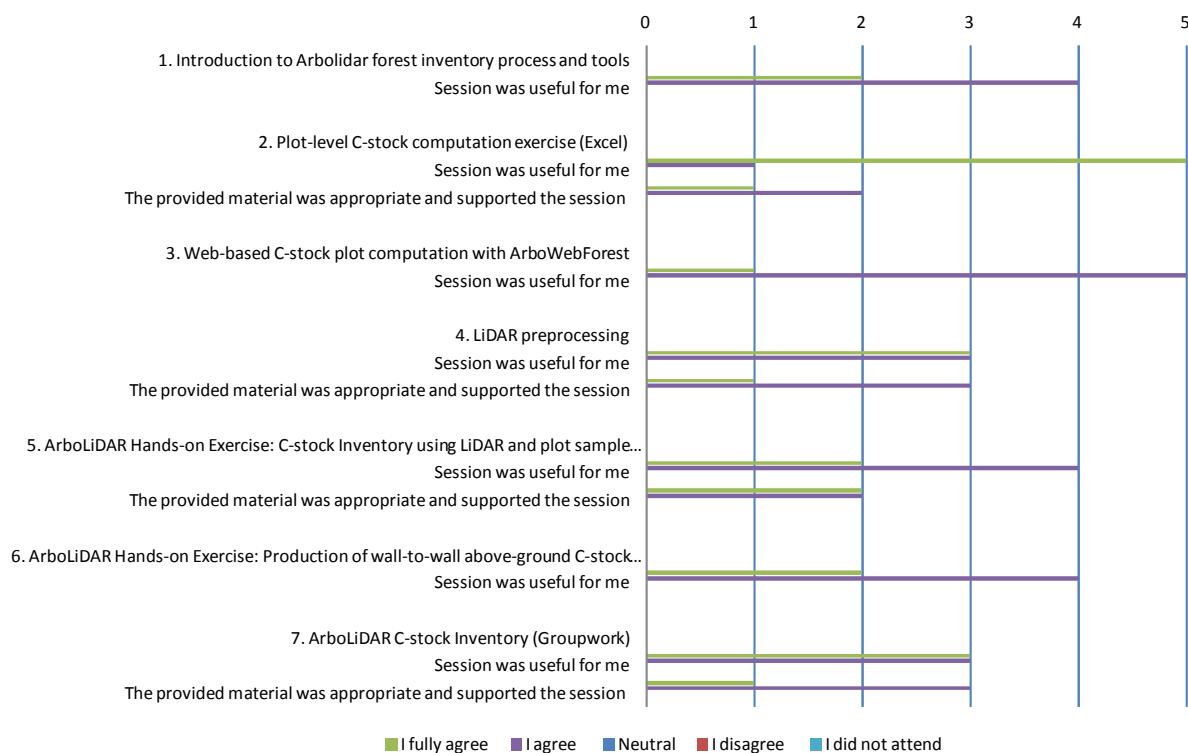 0 1 2 3 4 5
1. Introduction to Arbolidar forest inventory process and tools
Session was useful for me
2. Plot-level C-stock computation exercise (Excel)
Session was useful for me
The provided material was appropriate and supported the session
3. Web-based C-stock plot computation with ArboWebForest
Session was useful for me
4. LiDAR preprocessing
Session was useful for me
The provided material was appropriate and supported the session
5. ArboLiDAR Hands-on Exercise: C-stock Inventory using LiDAR and plot sample…
Session was useful for me
The provided material was appropriate and supported the session
6. ArboLiDAR Hands-on Exercise: Production of wall-to-wall above-ground C-stock…
Session was useful for me
7. ArboLiDAR C-stock Inventory (Groupwork)
Session was useful for me
The provided material was appropriate and supported the session
I fully agree I agree Neutral I disagree I did not attend